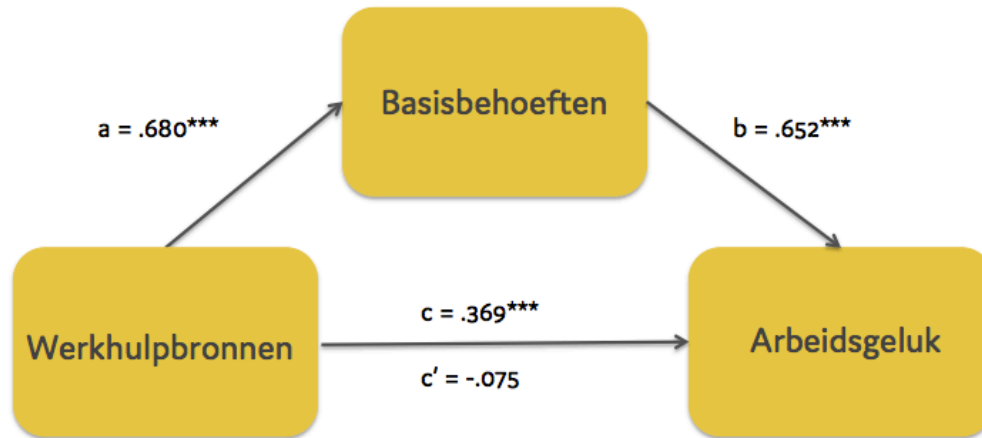 Basisbehoeften
a = .680***
b = .652***
Werkhulpbronnen
c = .369***
c' = -.075
Arbeidsgeluk